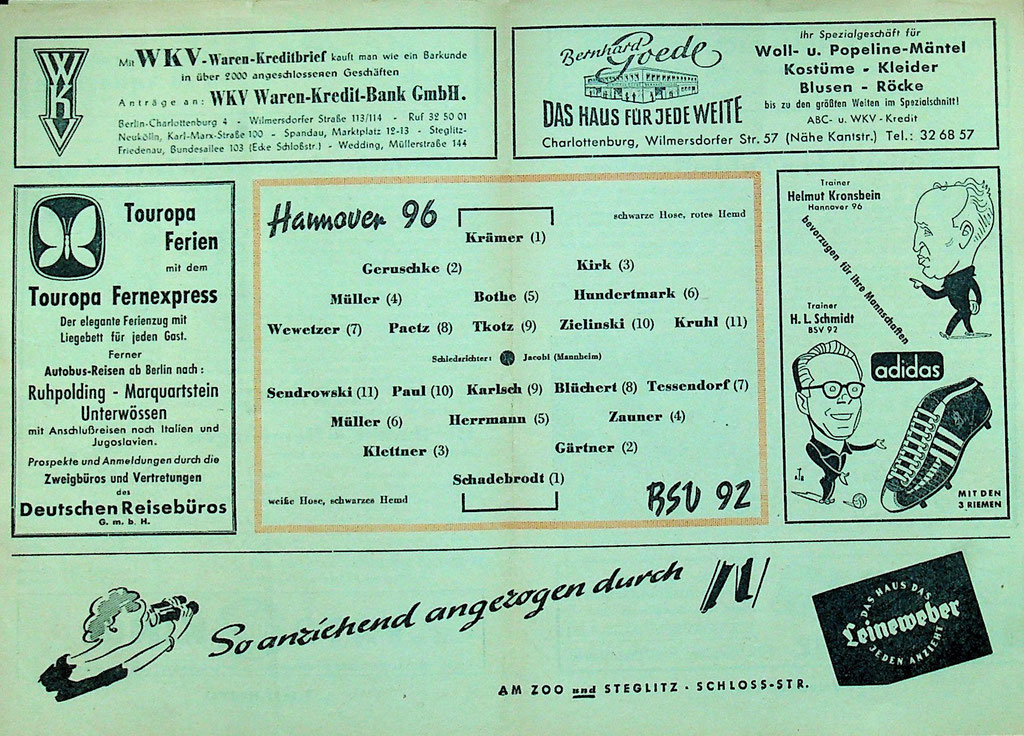 WKV
Mit WKV-Waren-Kreditbrief kauft man wie ein Barkunde
in über 2000 angeschlossenen Geschäften
Anträge an: WKV Waren-Kredit-Bank GmbH.
Berlin-Charlottenburg 4 - Wilmersdorfer Straße 113/114 - Ruf 32 50 01
Neukölln, Karl-Marx-Straße 100 - Spandau, Marktplatz 12-13 - Steglitz-
Friedenau, Bundesallee 103 (Ecke Schloßstr.) - Wedding, Müllerstraße 144
Bernhard Goede
DAS HAUS FÜR JEDE WEITE
Ihr Spezialgeschäft für
Woll- u. Popeline-Mäntel
Kostüme - Kleider
Blusen - Röcke
bis zu den größten Weiten im Spezialschnitt!
ABC- u. WKV-Kredit
Charlottenburg, Wilmersdorfer Str. 57 (Nähe Kantstr.) Tel.: 32 68 57
Touropa
Ferien
mit dem
Touropa Fernexpress
Der elegante Ferienzug mit
Liegebett für jeden Gast.
Ferner
Autobus-Reisen ab Berlin nach:
Ruhpolding - Marquartstein
Unterwössen
mit Anschlußreisen nach Italien und
Jugoslavien.
Prospekte und Anmeldungen durch die
Zweigbüros und Vertretungen
des
Deutschen Reisebüros
G. m. b. H.
Hannover 96
schwarze Hose, rotes Hemd
Krämer (1)
Geruschke (2) Kirk (3)
Müller (4) Bothe (5) Hundertmark (6)
Wewetzer (7) Paetz (8) Tkotz (9) Zielinski (10) Kruhl (11)
Schiedsrichter: Jacobi (Mannheim)
Sendrowski (11) Paul (10) Karlsch (9) Blüchert (8) Tessendorf (7)
Müller (6) Herrmann (5) Zauner (4)
Klettner (3) Gärtner (2)
Schadebrodt (1)
weiße Hose, schwarzes Hemd
BSV 92
Trainer
Helmut Kronsbein
Hannover 96
bevorzugen für ihre Mannschaften
Trainer
H. L. Schmidt
BSV 92
adidas
MIT DEN
3 RIEMEN
So anziehend angezogen durch
DAS HAUS DAS
Leineweber
JEDEN ANZIEHT
AM ZOO und STEGLITZ · SCHLOSS-STR.